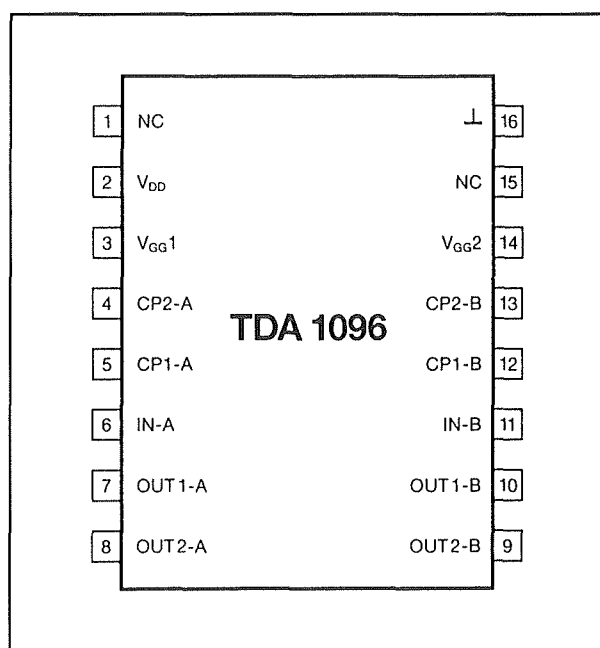 1 NC ⊥ 16
2 V_DD NC 15
3 V_GG1 V_GG2 14
4 CP2-A CP2-B 13
TDA 1096
5 CP1-A CP1-B 12
6 IN-A IN-B 11
7 OUT1-A OUT1-B 10
8 OUT2-A OUT2-B 9